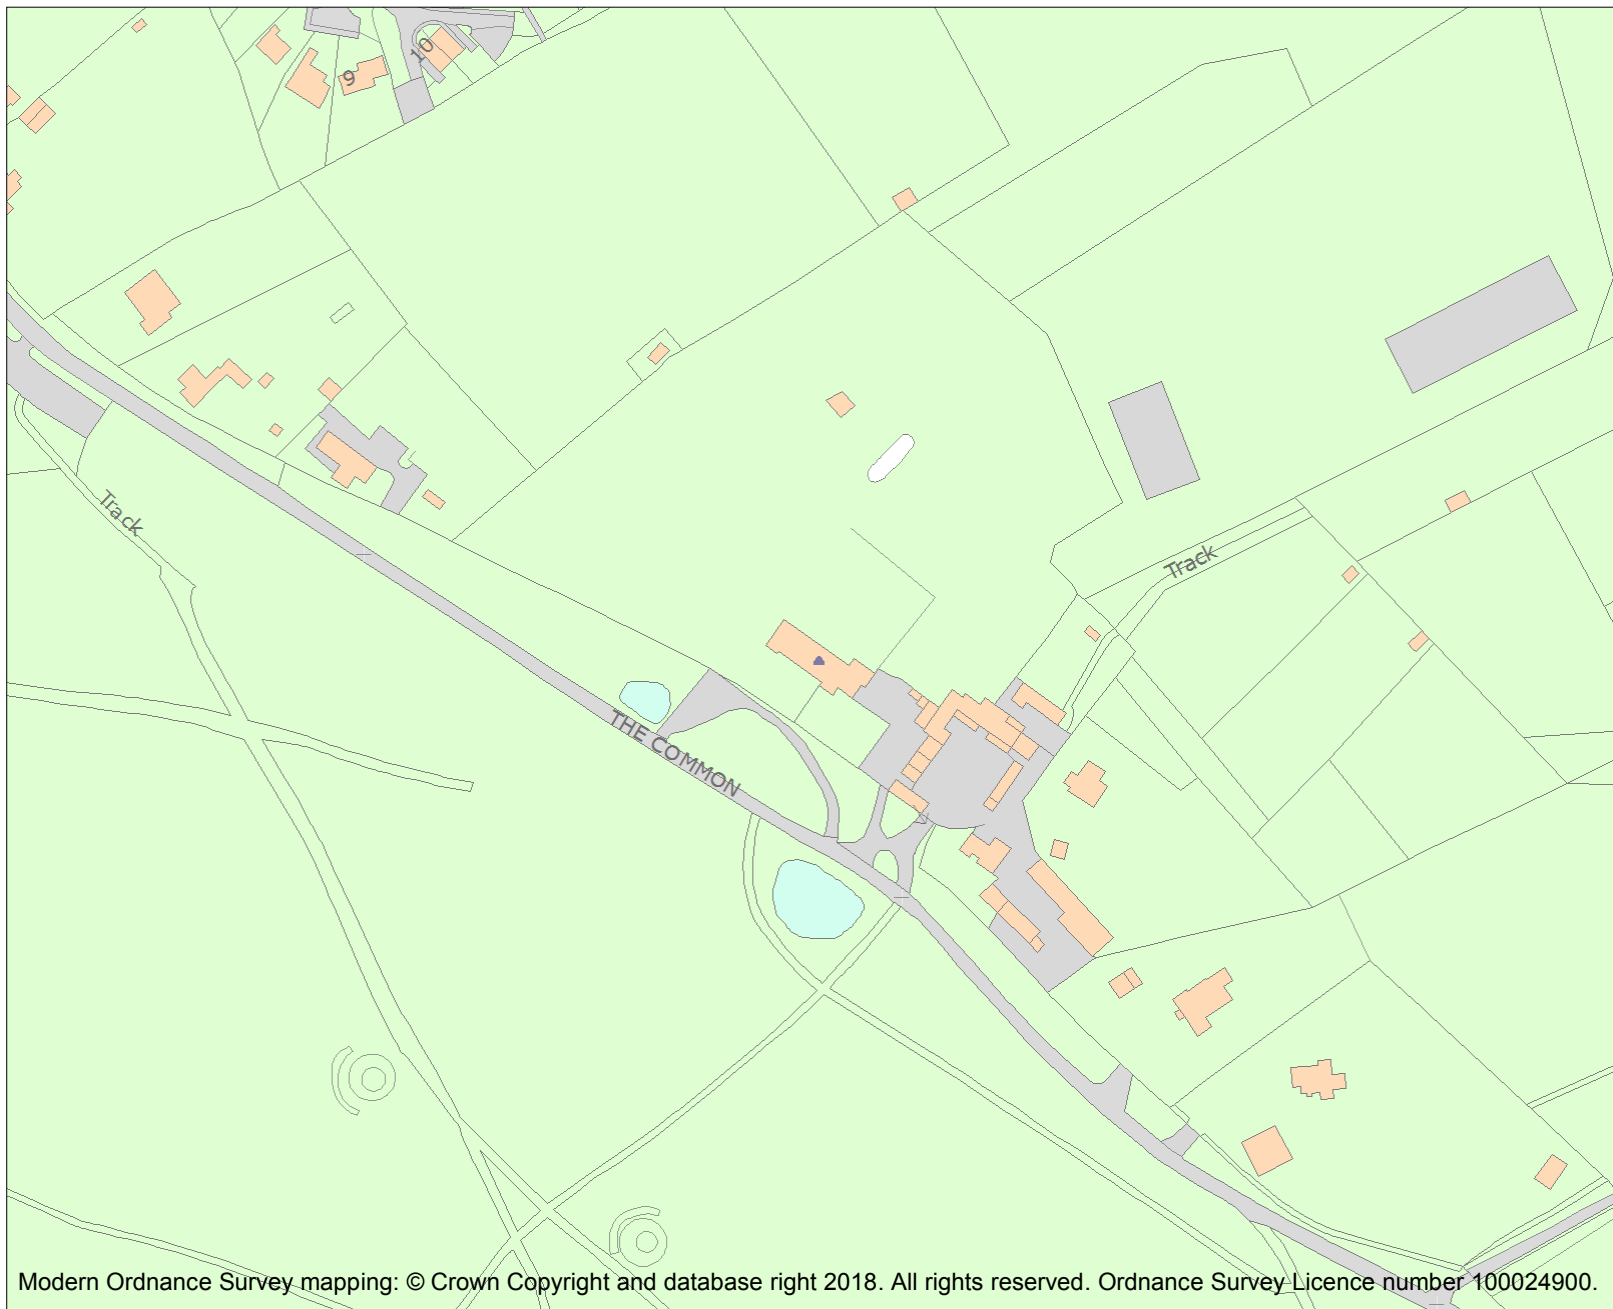 10
9
Track
Track
THE COMMON
Modern Ordnance Survey mapping: © Crown Copyright and database right 2018. All rights reserved. Ordnance Survey Licence number 100024900.